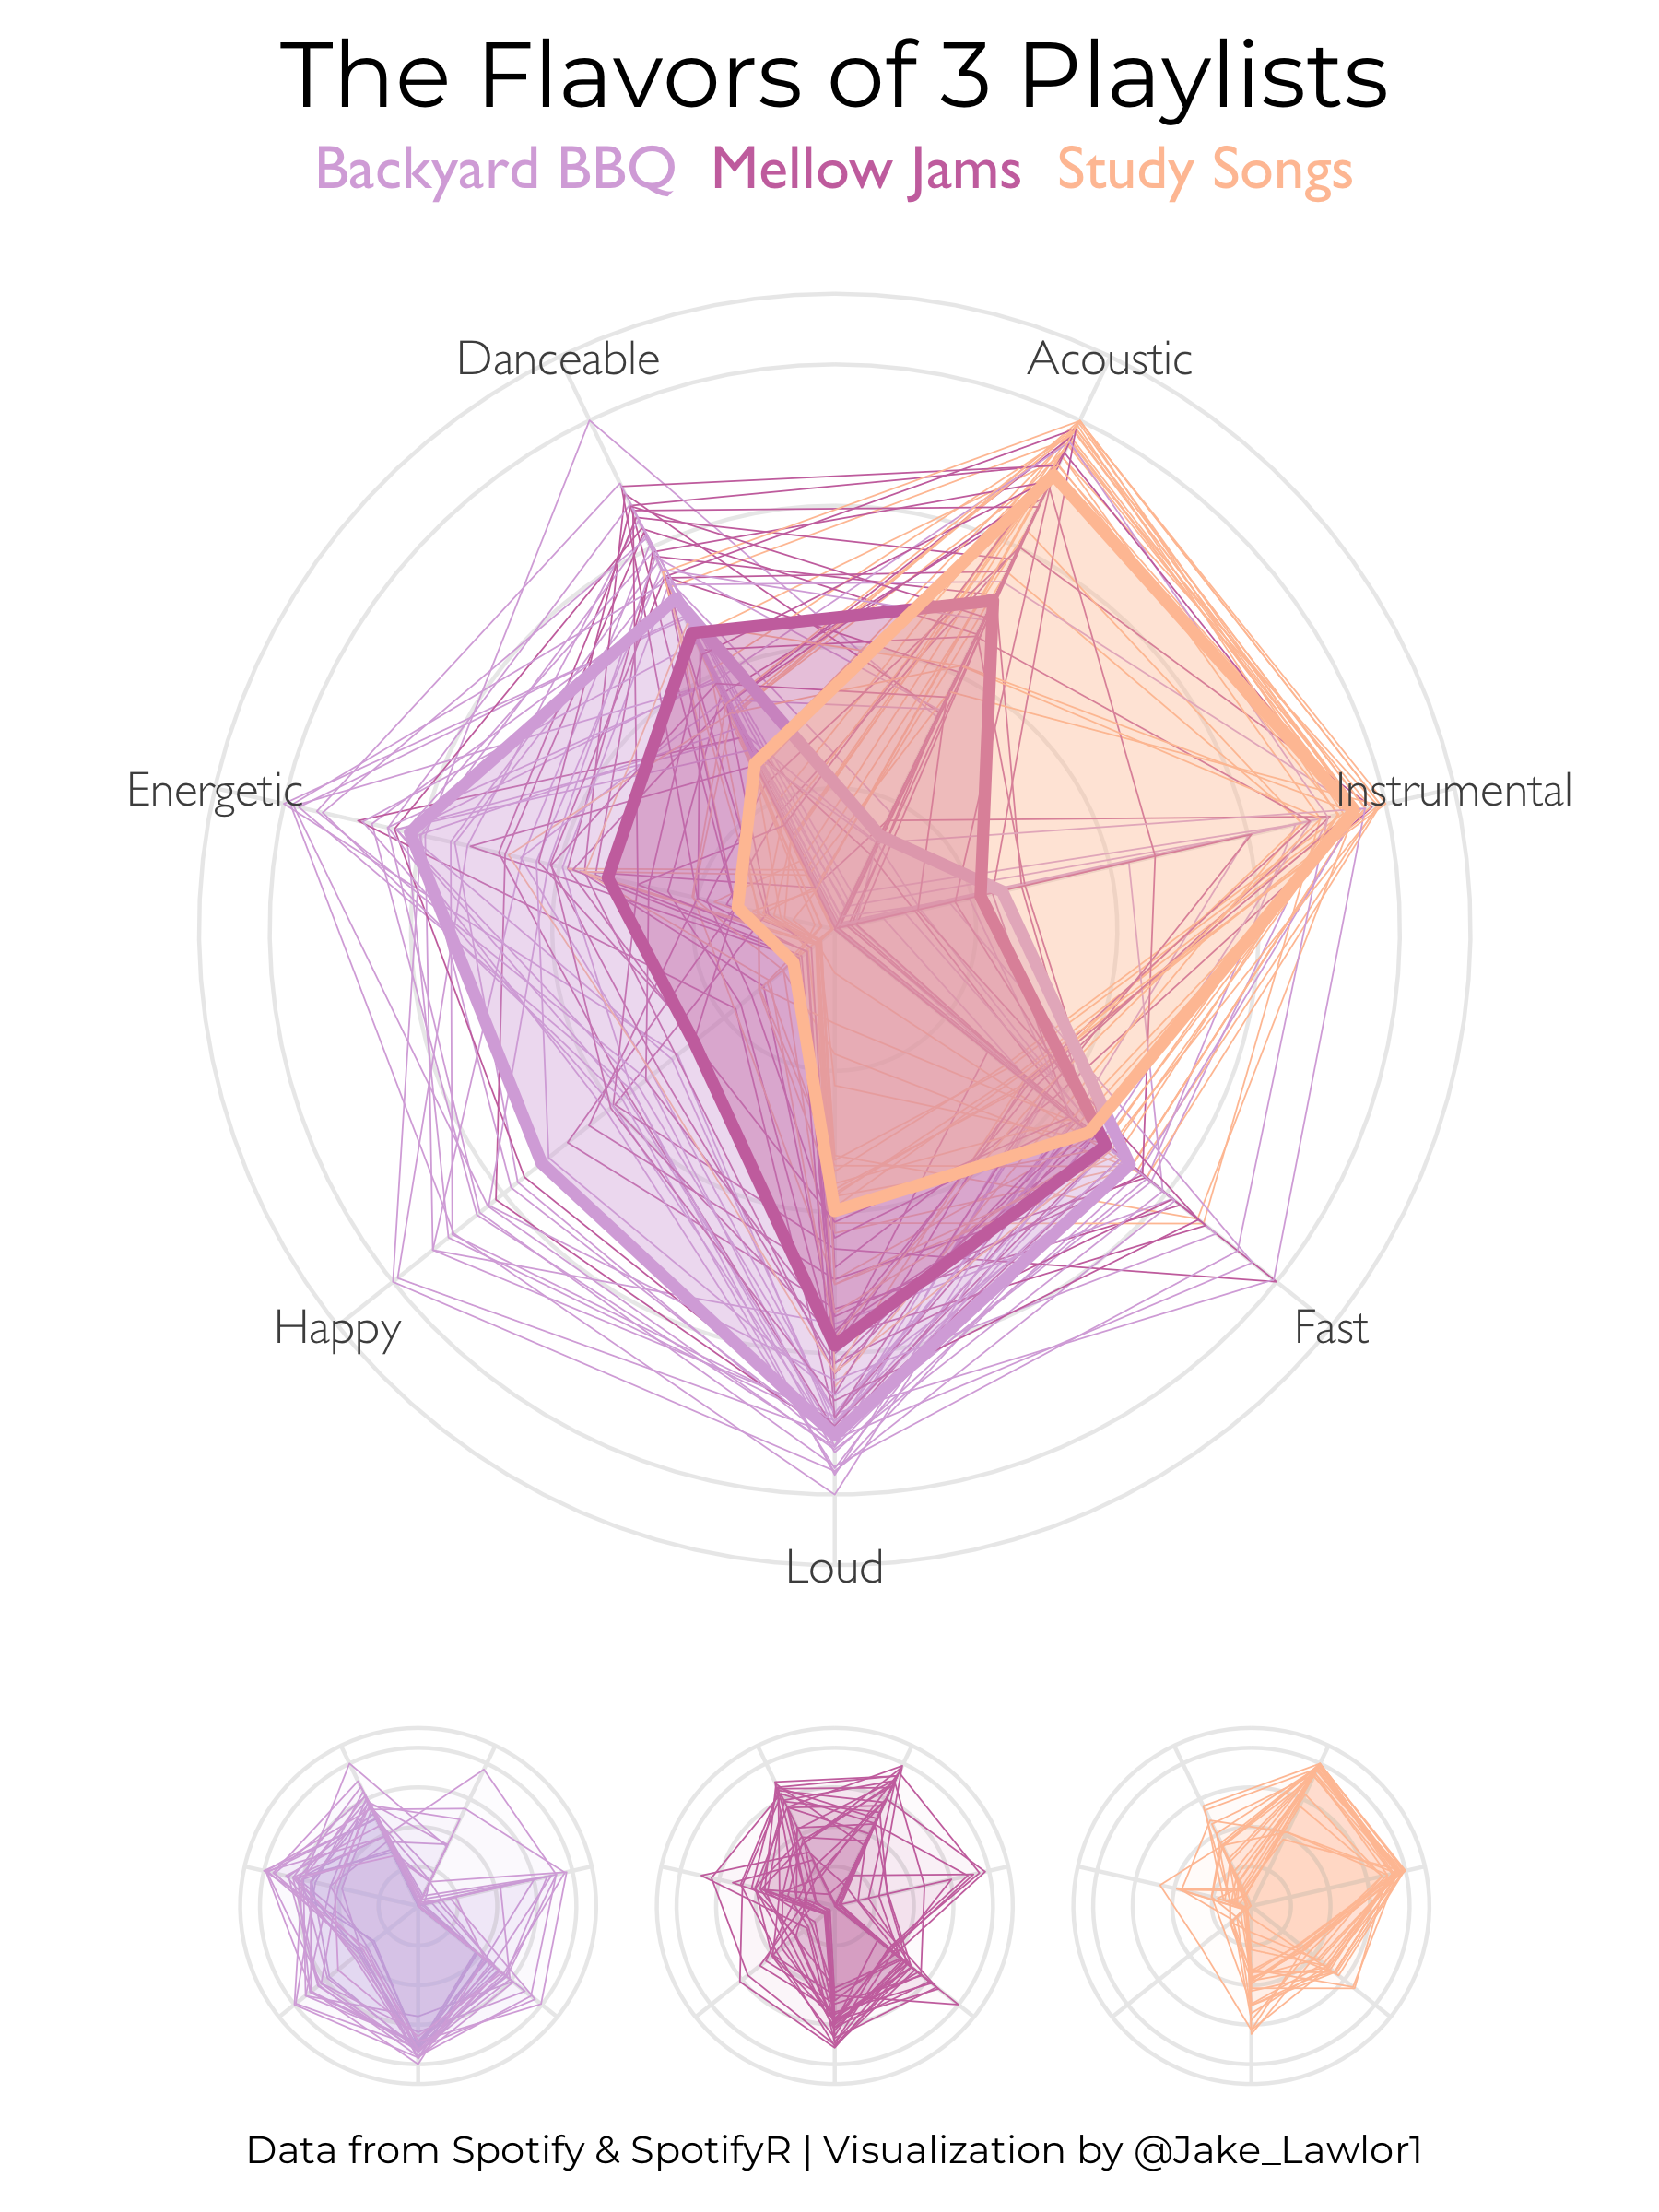 The Flavors of 3 Playlists
Backyard BBQ Mellow Jams Study Songs
Danceable
Acoustic
Energetic
Instrumental
Happy
Fast
Loud
Data from Spotify & SpotifyR | Visualization by @Jake_Lawlor1